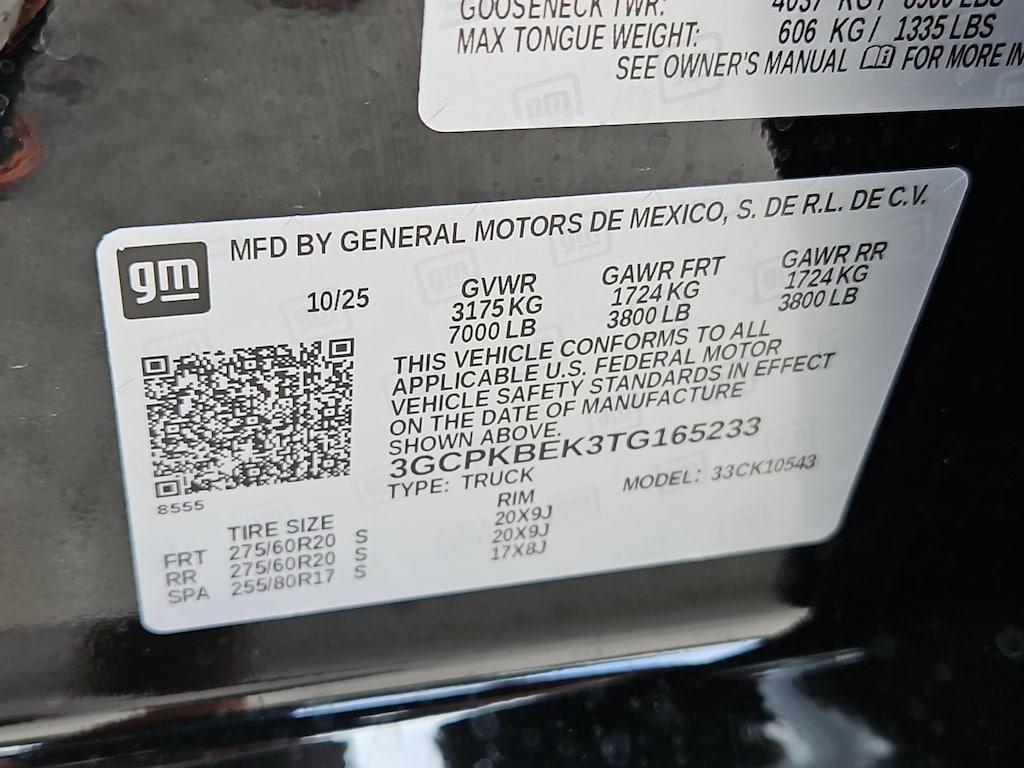 GOOSENECK TWR: 4037 KG / 8900 LBS
MAX TONGUE WEIGHT: 606 KG / 1335 LBS
SEE OWNER'S MANUAL FOR MORE IN
gm
MFD BY GENERAL MOTORS DE MEXICO, S. DE R.L. DE C.V.
10/25
GVWR
3175 KG
7000 LB
GAWR FRT
1724 KG
3800 LB
GAWR RR
1724 KG
3800 LB
THIS VEHICLE CONFORMS TO ALL
APPLICABLE U.S. FEDERAL MOTOR
VEHICLE SAFETY STANDARDS IN EFFECT
ON THE DATE OF MANUFACTURE
SHOWN ABOVE.
3GCPKBEK3TG165233
TYPE: TRUCK MODEL: 33CK10543
8555
TIRE SIZE RIM
FRT 275/60R20 S 20X9J
RR 275/60R20 S 20X9J
SPA 255/80R17 S 17X8J